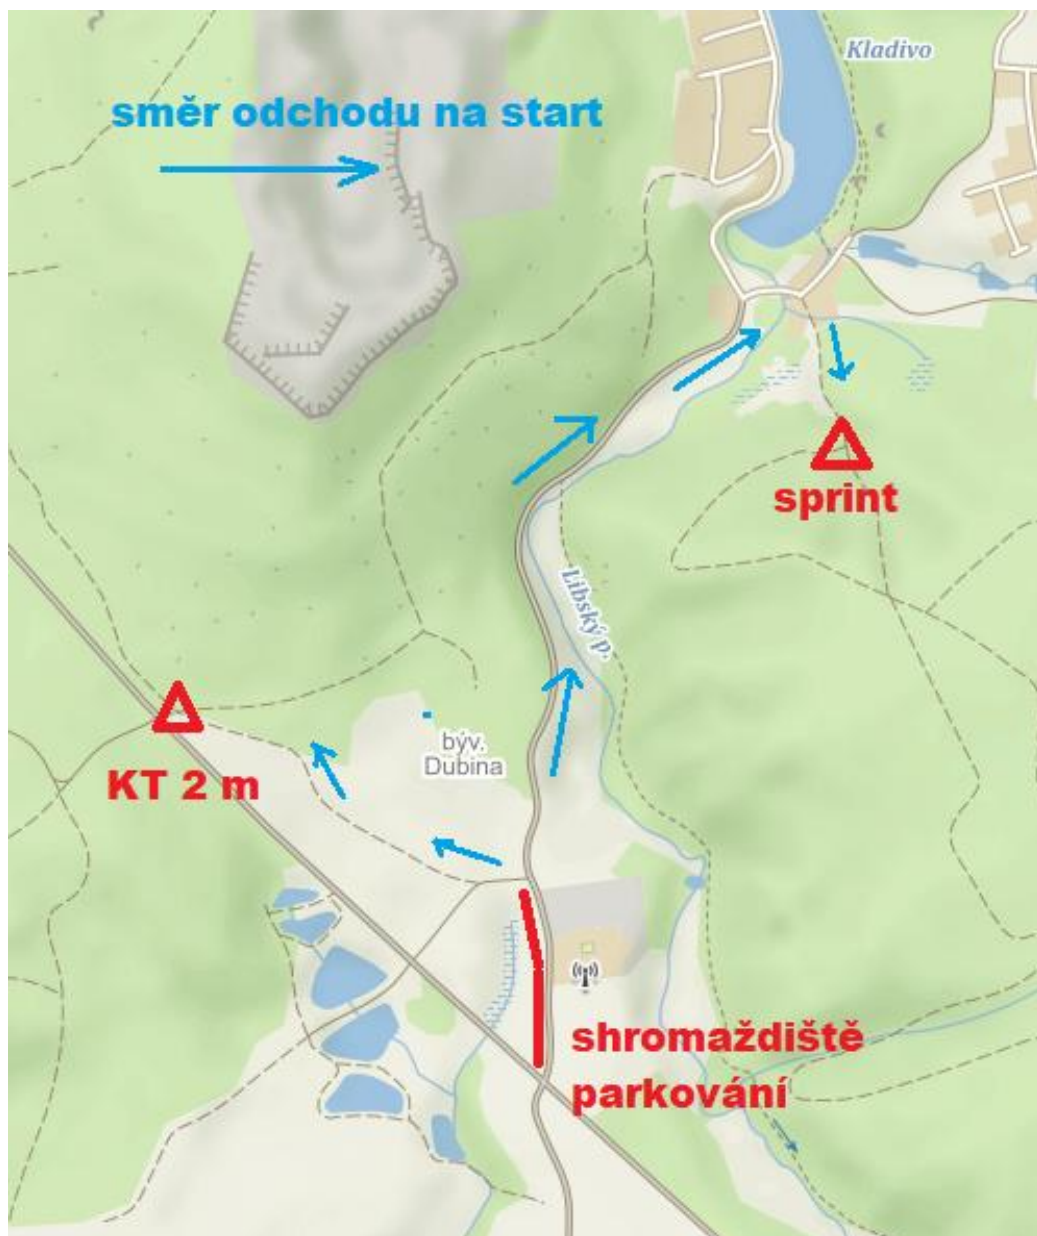 Kladivo
směr odchodu na start
sprint
Libský p.
býv.
Dubina
KT 2 m
shromaždiště
parkování